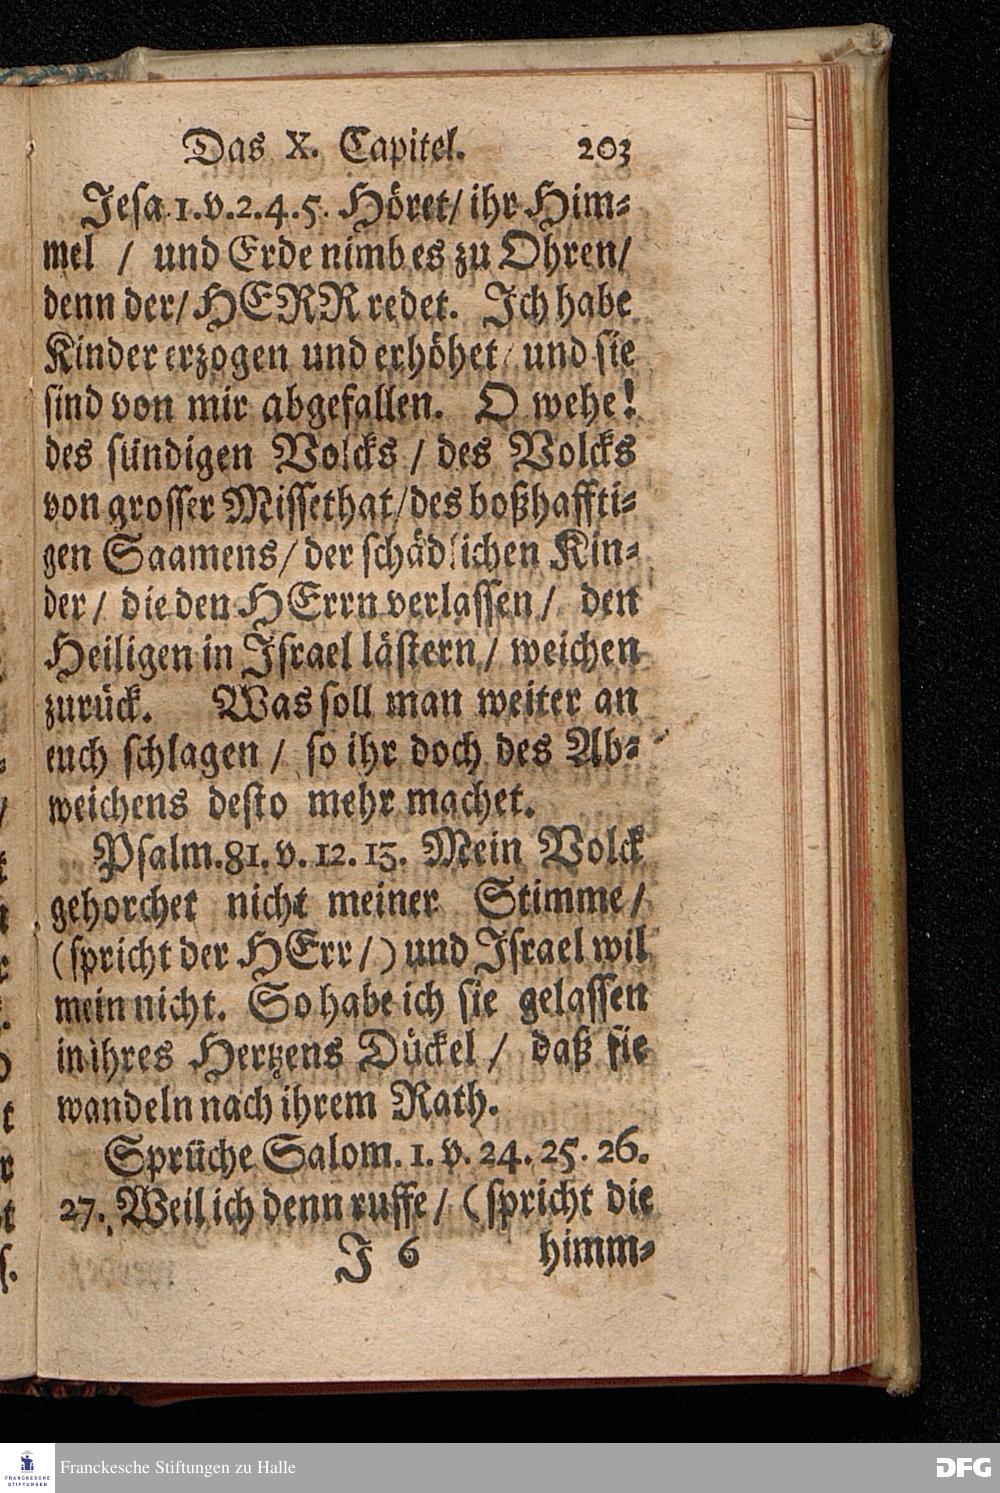 Das X. Capitel. 203
Jesa. 1. v. 2. 4. 5. Höret/ ihr Him-
mel / und Erde nimb es zu Ohren/
denn der/ HERR redet. Ich habe
Kinder erzogen und erhöhet/ und sie
sind von mir abgefallen. O wehe!
des sündigen Volcks / des Volcks
von grosser Missethat/ des boßhaffti-
gen Saamens/ der schädlichen Kin-
der/ die den HErrn verlassen/ den
Heiligen in Israel lästern/ weichen
zurück. Was soll man weiter an
euch schlagen / so ihr doch des Ab-
weichens desto mehr machet.
Psalm. 81. v. 12. 13. Mein Volck
gehorchet nicht meiner Stimme/
(spricht der HErr/) und Israel wil
mein nicht. So habe ich sie gelassen
in ihres Hertzens Dückel / daß sie
wandeln nach ihrem Rath.
Sprüche Salom. 1. v. 24. 25. 26.
27. Weil ich denn ruffe/ (spricht die
J 6 himm-
FRANCKESCHE
STIFTUNGEN
Franckesche Stiftungen zu Halle
DFG